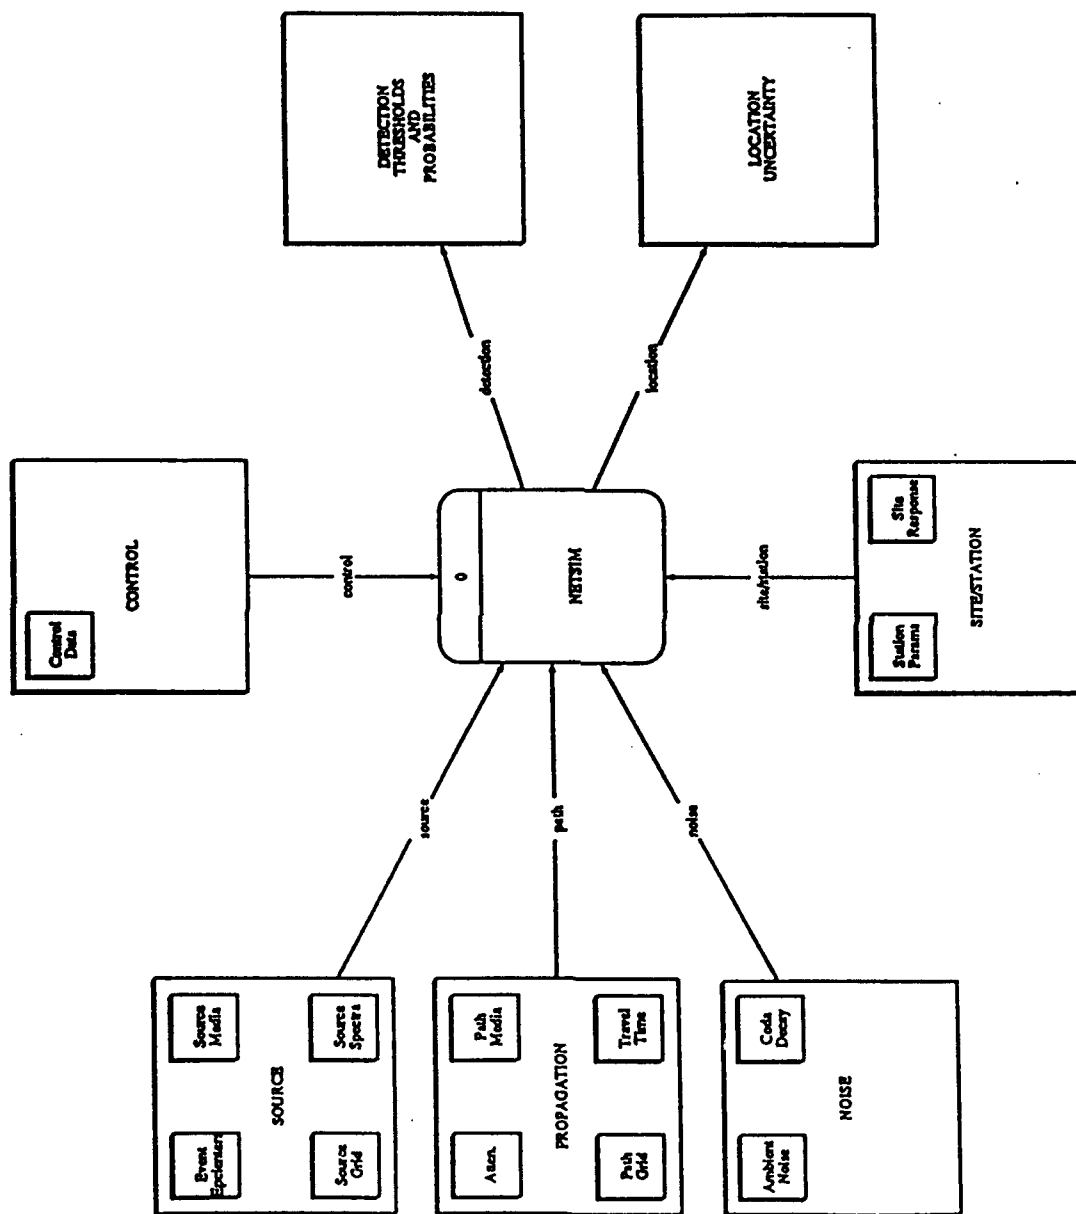 CONTROL
Control
Data
control
SOURCE
Event
Epicenters
Source
Media
Source
Grid
Source
Spectra
source
PROPAGATION
Atten.
Path
Media
Path
Grid
Travel
Time
path
NOISE
Ambient
Noise
Coda
Decay
noise
0
NETSIM
SITE/STATION
Station
Params
Site
Response
site/station
detection
DETECTION
THRESHOLDS
AND
PROBABILITIES
location
LOCATION
UNCERTAINTY